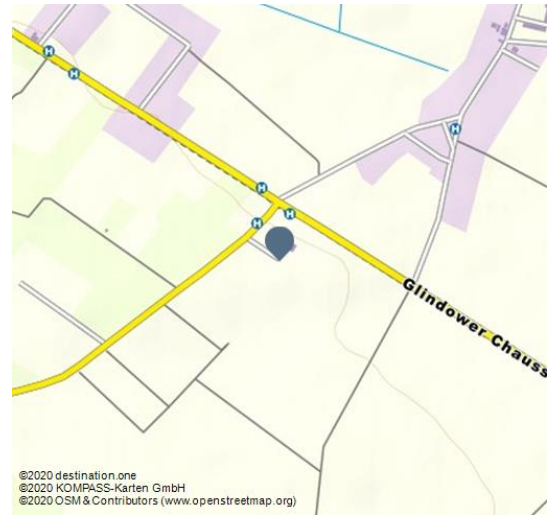 H
H
H
H
H
H
Glindower Chauss
©2020 destination.one
©2020 KOMPASS-Karten GmbH
©2020 OSM & Contributors (www.openstreetmap.org)